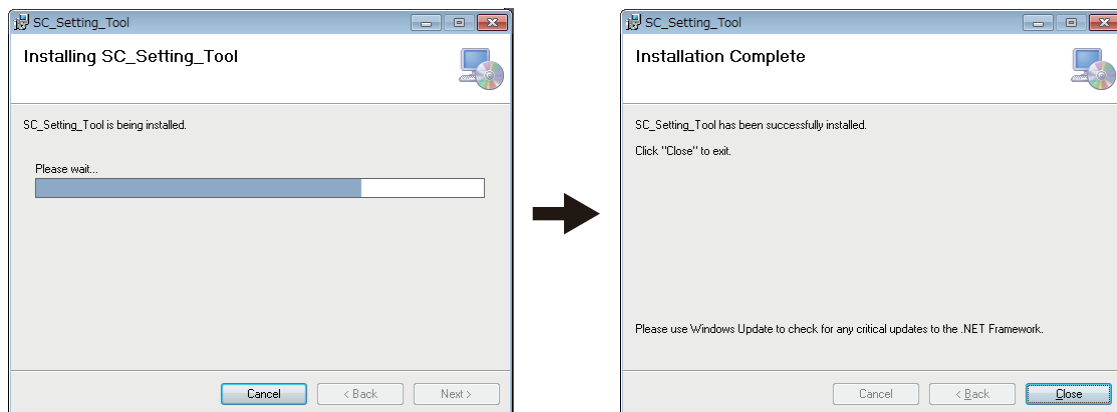 SC_Setting_Tool
Installing SC_Setting_Tool
SC_Setting_Tool is being installed.
Please wait...
Cancel
< Back
Next >
SC_Setting_Tool
Installation Complete
SC_Setting_Tool has been successfully installed.
Click "Close" to exit.
Please use Windows Update to check for any critical updates to the .NET Framework.
Cancel
< Back
Close